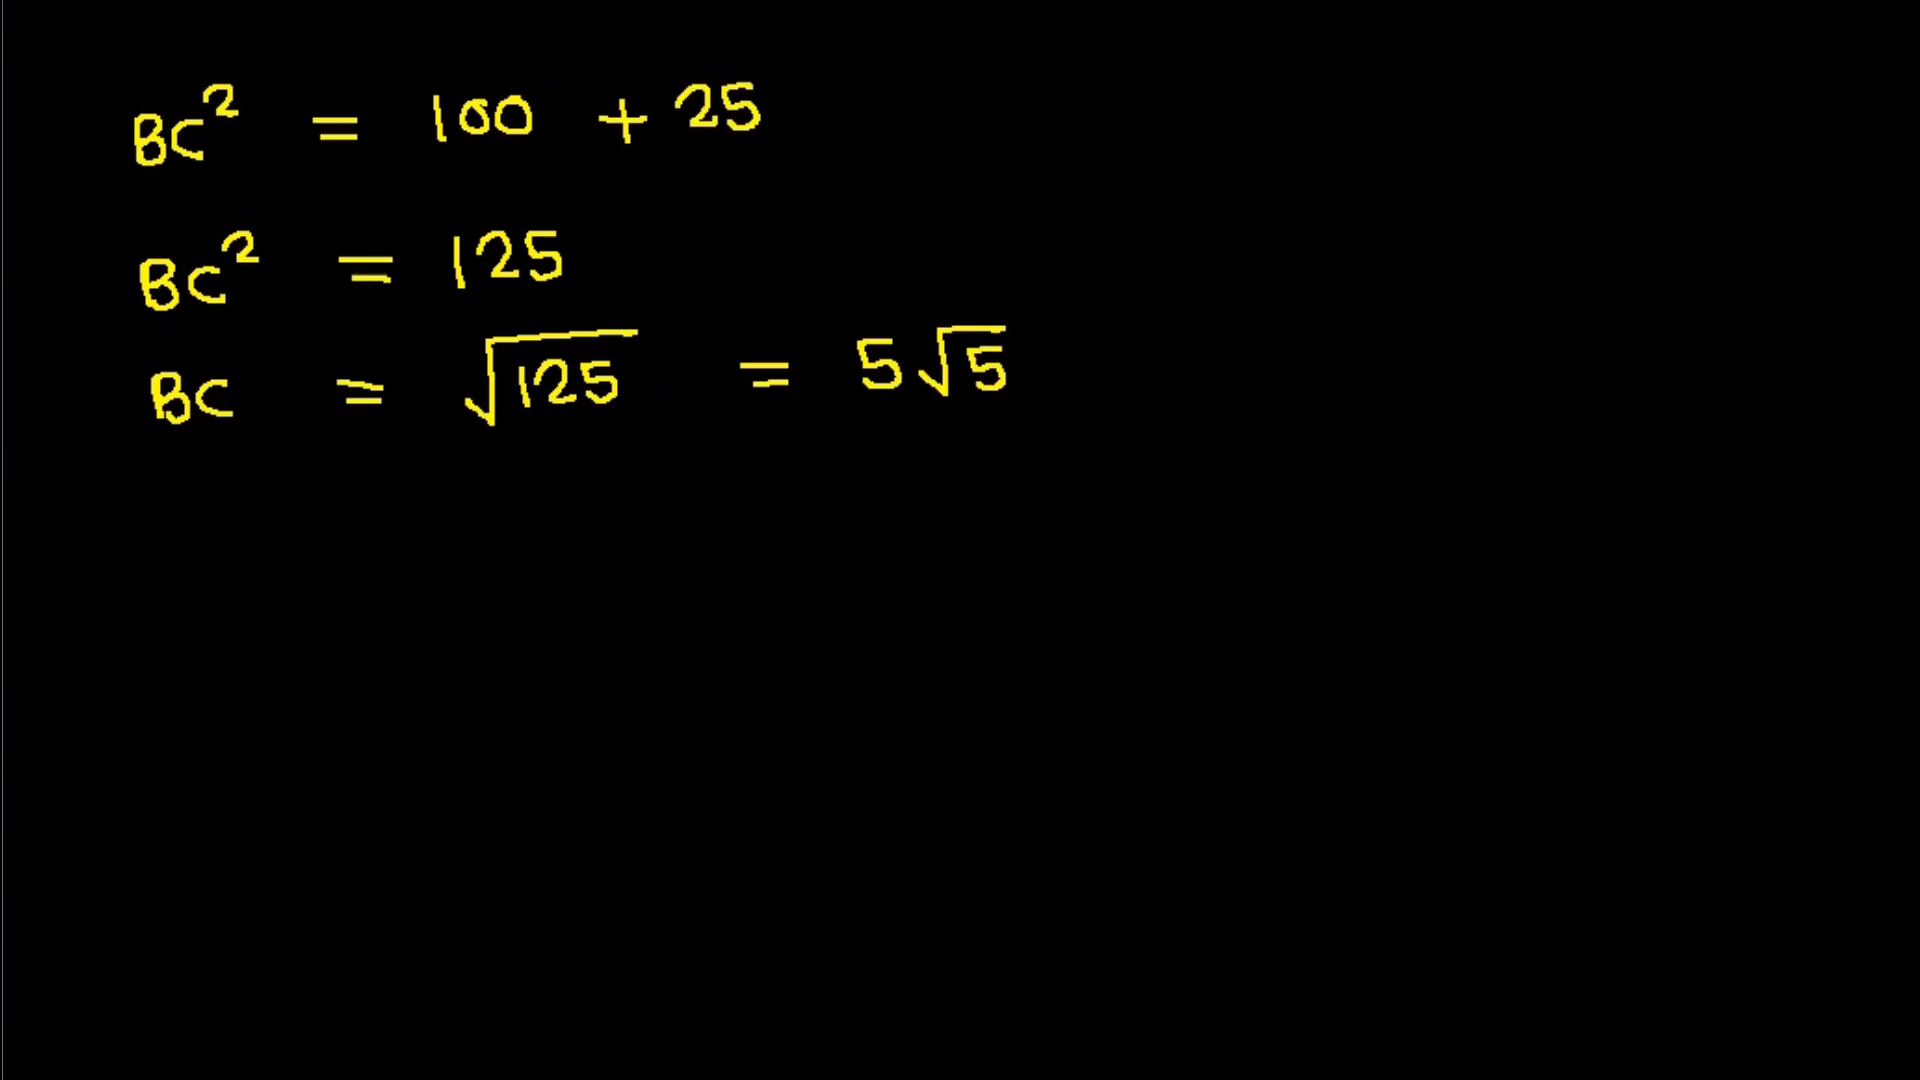 BC² = 100 + 25
BC² = 125
BC = √125 = 5√5